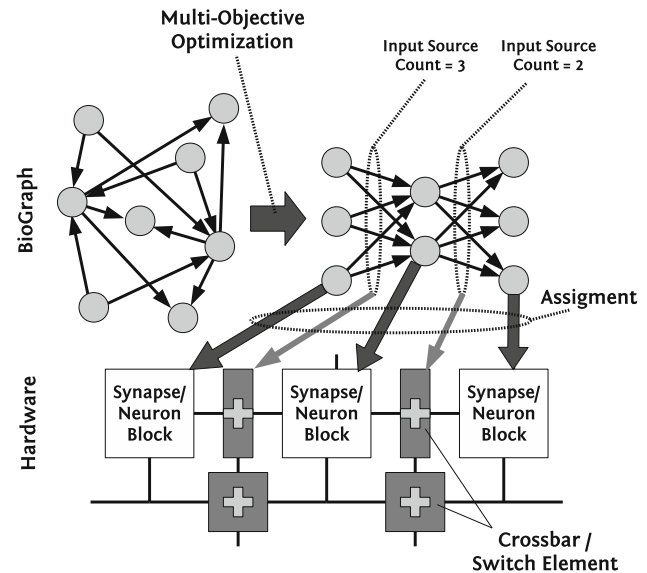 Multi-Objective
Optimization
Input Source
Count = 3
Input Source
Count = 2
BioGraph
Assigment
Hardware
Synapse/
Neuron
Block
Synapse/
Neuron
Block
Synapse/
Neuron
Block
Crossbar /
Switch Element